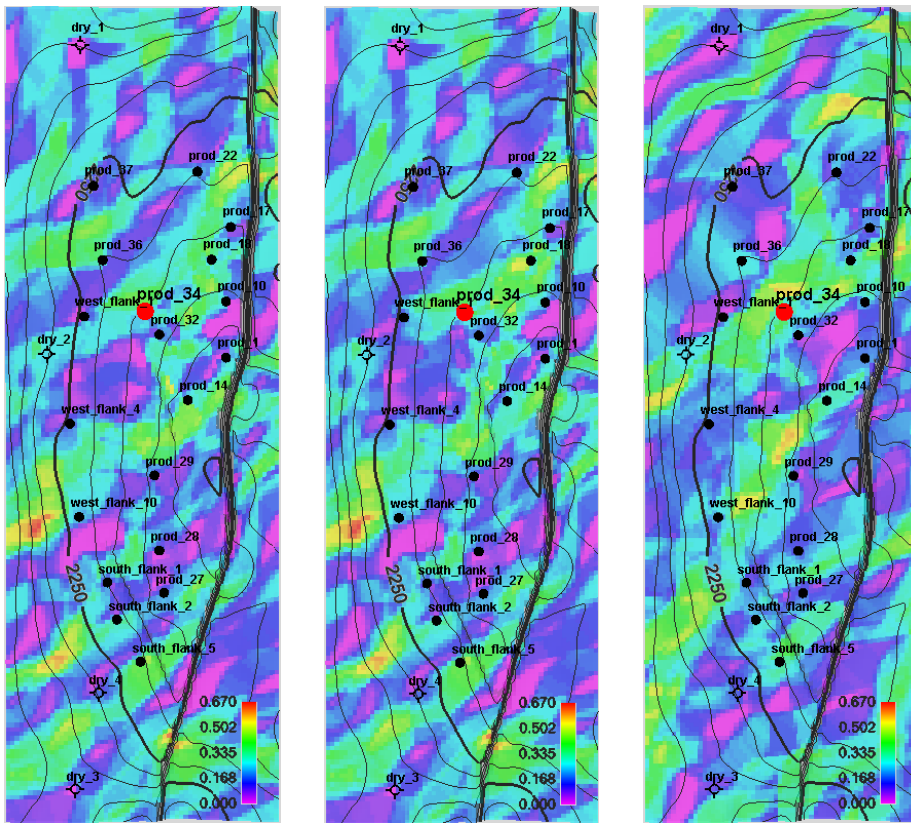 dry_1
prod_22
prod_37
50
prod_17
prod_36
prod_18
prod_34
prod_10
west_flank
prod_32
dry_2
prod_1
prod_14
west_flank_4
prod_29
west_flank_10
prod_28
south_flank_1
prod_27
2250
south_flank_2
south_flank_5
dry_4
0.670
0.502
0.335
0.168
0.000
dry_3
dry_1
prod_22
prod_37
50
prod_17
prod_36
prod_18
prod_34
prod_10
west_flank
prod_32
dry_2
prod_1
prod_14
west_flank_4
prod_29
west_flank_10
prod_28
south_flank_1
prod_27
2250
south_flank_2
south_flank_5
dry_4
0.670
0.502
0.335
0.168
0.000
dry_3
dry_1
prod_22
prod_37
50
prod_17
prod_36
prod_18
prod_34
prod_10
west_flank
prod_32
dry_2
prod_1
prod_14
west_flank_4
prod_29
west_flank_10
prod_28
south_flank_1
prod_27
2250
south_flank_2
south_flank_5
dry_4
0.670
0.502
0.335
0.168
0.000
dry_3